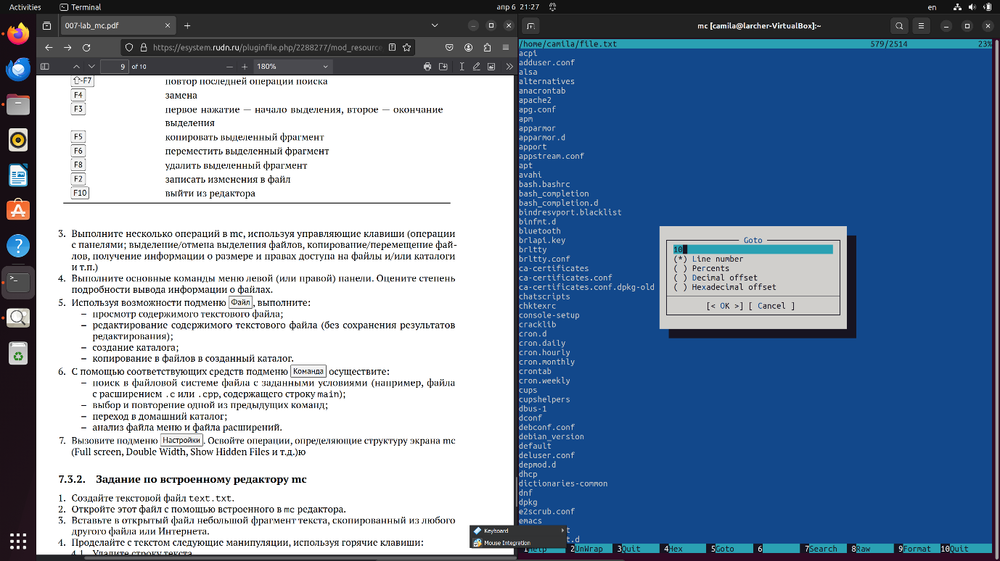 Activities
Terminal
апр 6 21:27
en
007-lab_mc.pdf
https://esystem.rudn.ru/pluginfile.php/2288277/mod_resource
9 of 10
180%
⇧-F7 повтор последней операции поиска
F4 замена
F3 первое нажатие — начало выделения, второе — окончание
выделения
F5 копировать выделенный фрагмент
F6 переместить выделенный фрагмент
F8 удалить выделенный фрагмент
F2 записать изменения в файл
F10 выйти из редактора
3. Выполните несколько операций в mc, используя управляющие клавиши (операции
с панелями; выделение/отмена выделения файлов, копирование/перемещение фай-
лов, получение информации о размере и правах доступа на файлы и/или каталоги
и т.п.)
4. Выполните основные команды меню левой (или правой) панели. Оцените степень
подробности вывода информации о файлах.
5. Используя возможности подменю Файл, выполните:
– просмотр содержимого текстового файла;
– редактирование содержимого текстового файла (без сохранения результатов
редактирования);
– создание каталога;
– копирование в файлов в созданный каталог.
6. С помощью соответствующих средств подменю Команда осуществите:
– поиск в файловой системе файла с заданными условиями (например, файла
с расширением .c или .cpp, содержащего строку main);
– выбор и повторение одной из предыдущих команд;
– переход в домашний каталог;
– анализ файла меню и файла расширений.
7. Вызовите подменю Настройки. Освойте операции, определяющие структуру экрана mc
(Full screen, Double Width, Show Hidden Files и т.д.)ю
7.3.2. Задание по встроенному редактору mc
1. Создайте текстовой файл text.txt.
2. Откройте этот файл с помощью встроенного в mc редактора.
3. Вставьте в открытый файл небольшой фрагмент текста, скопированный из любого
другого файла или Интернета.
4. Проделайте с текстом следующие манипуляции, используя горячие клавиши:
4.1. Удалите строку текста.
Keyboard
Mouse Integration
mc [camila@larcher-VirtualBox]:~
/home/camila/file.txt 579/2514 23%
acpi
adduser.conf
alsa
alternatives
anacrontab
apache2
apg.conf
apm
apparmor
apparmor.d
apport
appstream.conf
apt
avahi
bash.bashrc
bash_completion
bash_completion.d
bindresvport.blacklist
binfmt.d
bluetooth
brlapi.key
brltty
brltty.conf
ca-certificates
ca-certificates.conf
ca-certificates.conf.dpkg-old
chatscripts
chktexrc
console-setup
cracklib
cron.d
cron.daily
cron.hourly
cron.monthly
crontab
cron.weekly
cups
cupshelpers
dbus-1
dconf
debconf.conf
debian_version
default
deluser.conf
depmod.d
dhcp
dictionaries-common
dnf
dpkg
e2scrub.conf
emacs
t
t.d
Goto
10
(*) Line number
( ) Percents
( ) Decimal offset
( ) Hexadecimal offset
[< OK >] [ Cancel ]
1Help 2UnWrap 3Quit 4Hex 5Goto 6 7Search 8Raw 9Format 10Quit